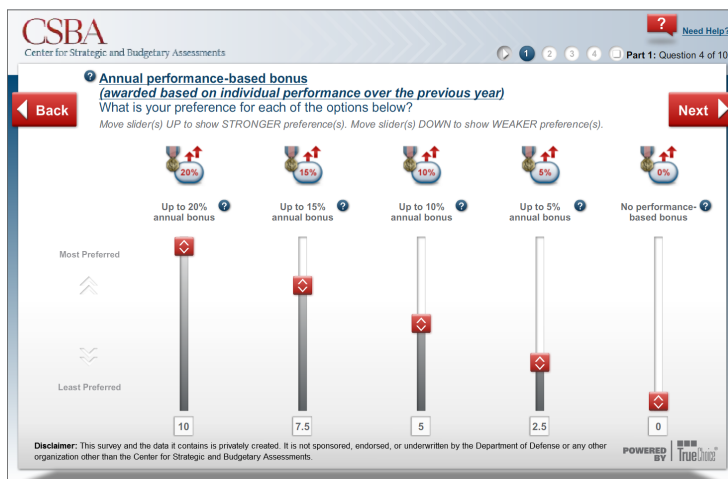 CSBA
Center for Strategic and Budgetary Assessments
? Need Help?
1 2 3 4 Part 1: Question 4 of 10
? Annual performance-based bonus
(awarded based on individual performance over the previous year)
What is your preference for each of the options below?
Move slider(s) UP to show STRONGER preference(s). Move slider(s) DOWN to show WEAKER preference(s).
Back
Next
20% 15% 10% 5% 0%
Up to 20% ? Up to 15% ? Up to 10% ? Up to 5% ? No performance- ?
annual bonus annual bonus annual bonus annual bonus based bonus
Most Preferred
Least Preferred
10 7.5 5 2.5 0
Disclaimer: This survey and the data it contains is privately created. It is not sponsored, endorsed, or underwritten by the Department of Defense or any other
organization other than the Center for Strategic and Budgetary Assessments.
POWERED
BY TrueChoice